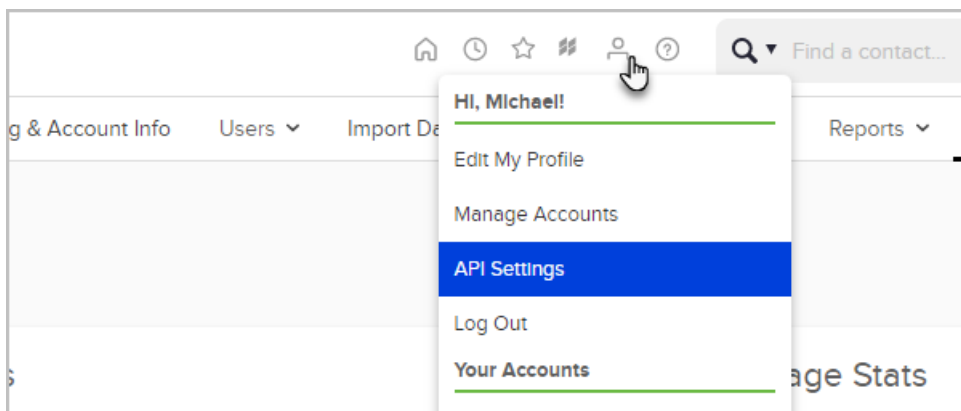 Find a contact...
Hi, Michael!
g & Account Info Users Import Da Reports
Edit My Profile
Manage Accounts
API Settings
Log Out
Your Accounts
s age Stats